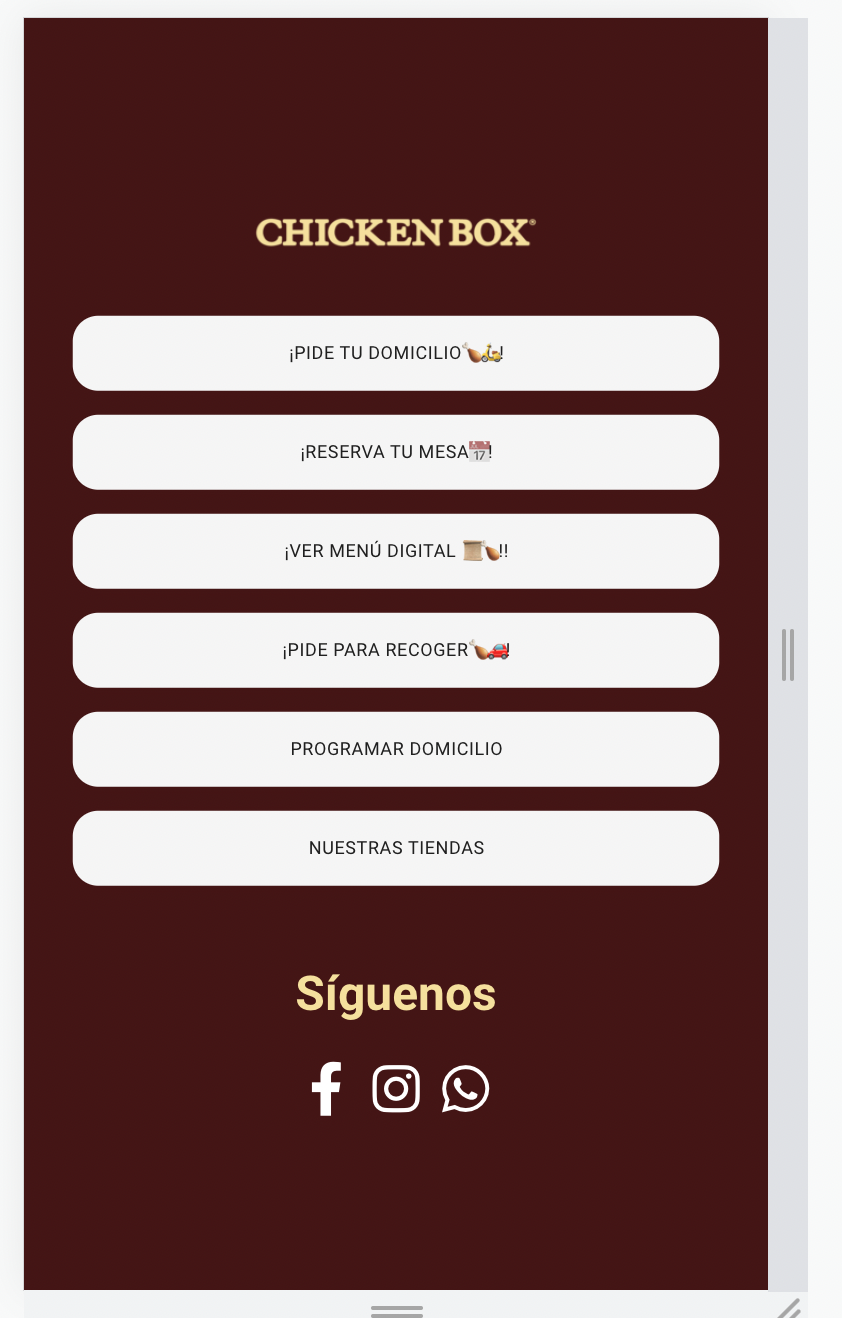 CHICKEN BOX®
¡PIDE TU DOMICILIO🍗🛵!
¡RESERVA TU MESA📅!
¡VER MENÚ DIGITAL 📜🍗!!
¡PIDE PARA RECOGER🍗🚗!
PROGRAMAR DOMICILIO
NUESTRAS TIENDAS
Síguenos